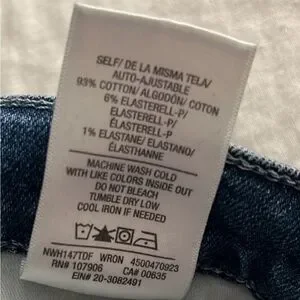 SELF/ DE LA MISMA TELA/
AUTO-AJUSTABLE
93% COTTON/ ALGODÓN/ COTON
6% ELASTERELL-P/
ELASTERELL-P/
ÉLASTERELL-P
1% ELASTANE/ ELASTANO/
ÉLASTHANNE
MACHINE WASH COLD
WITH LIKE COLORS INSIDE OUT
DO NOT BLEACH
TUMBLE DRY LOW
COOL IRON IF NEEDED
NWH147TDF WRON 4500470923
RN# 107906 CA# 00635
EIN# 20-3082491